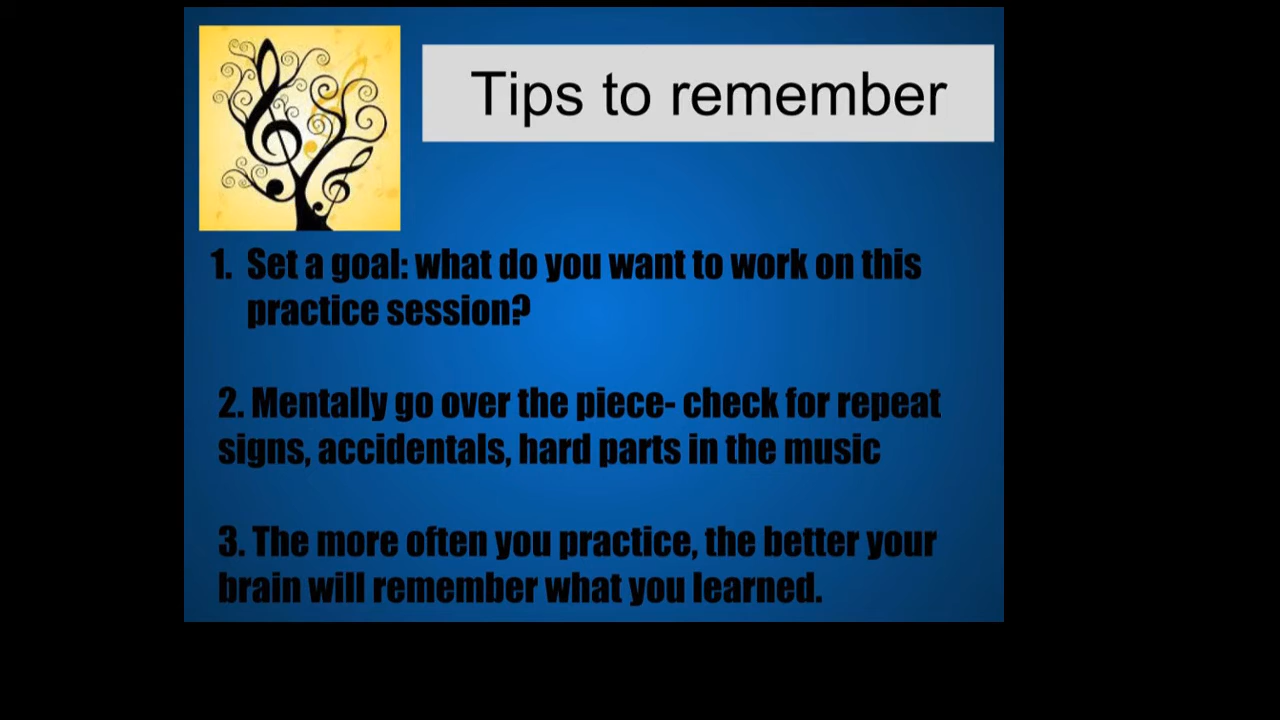 Tips to remember
1. Set a goal: what do you want to work on this
practice session?
2. Mentally go over the piece- check for repeat
signs, accidentals, hard parts in the music
3. The more often you practice, the better your
brain will remember what you learned.